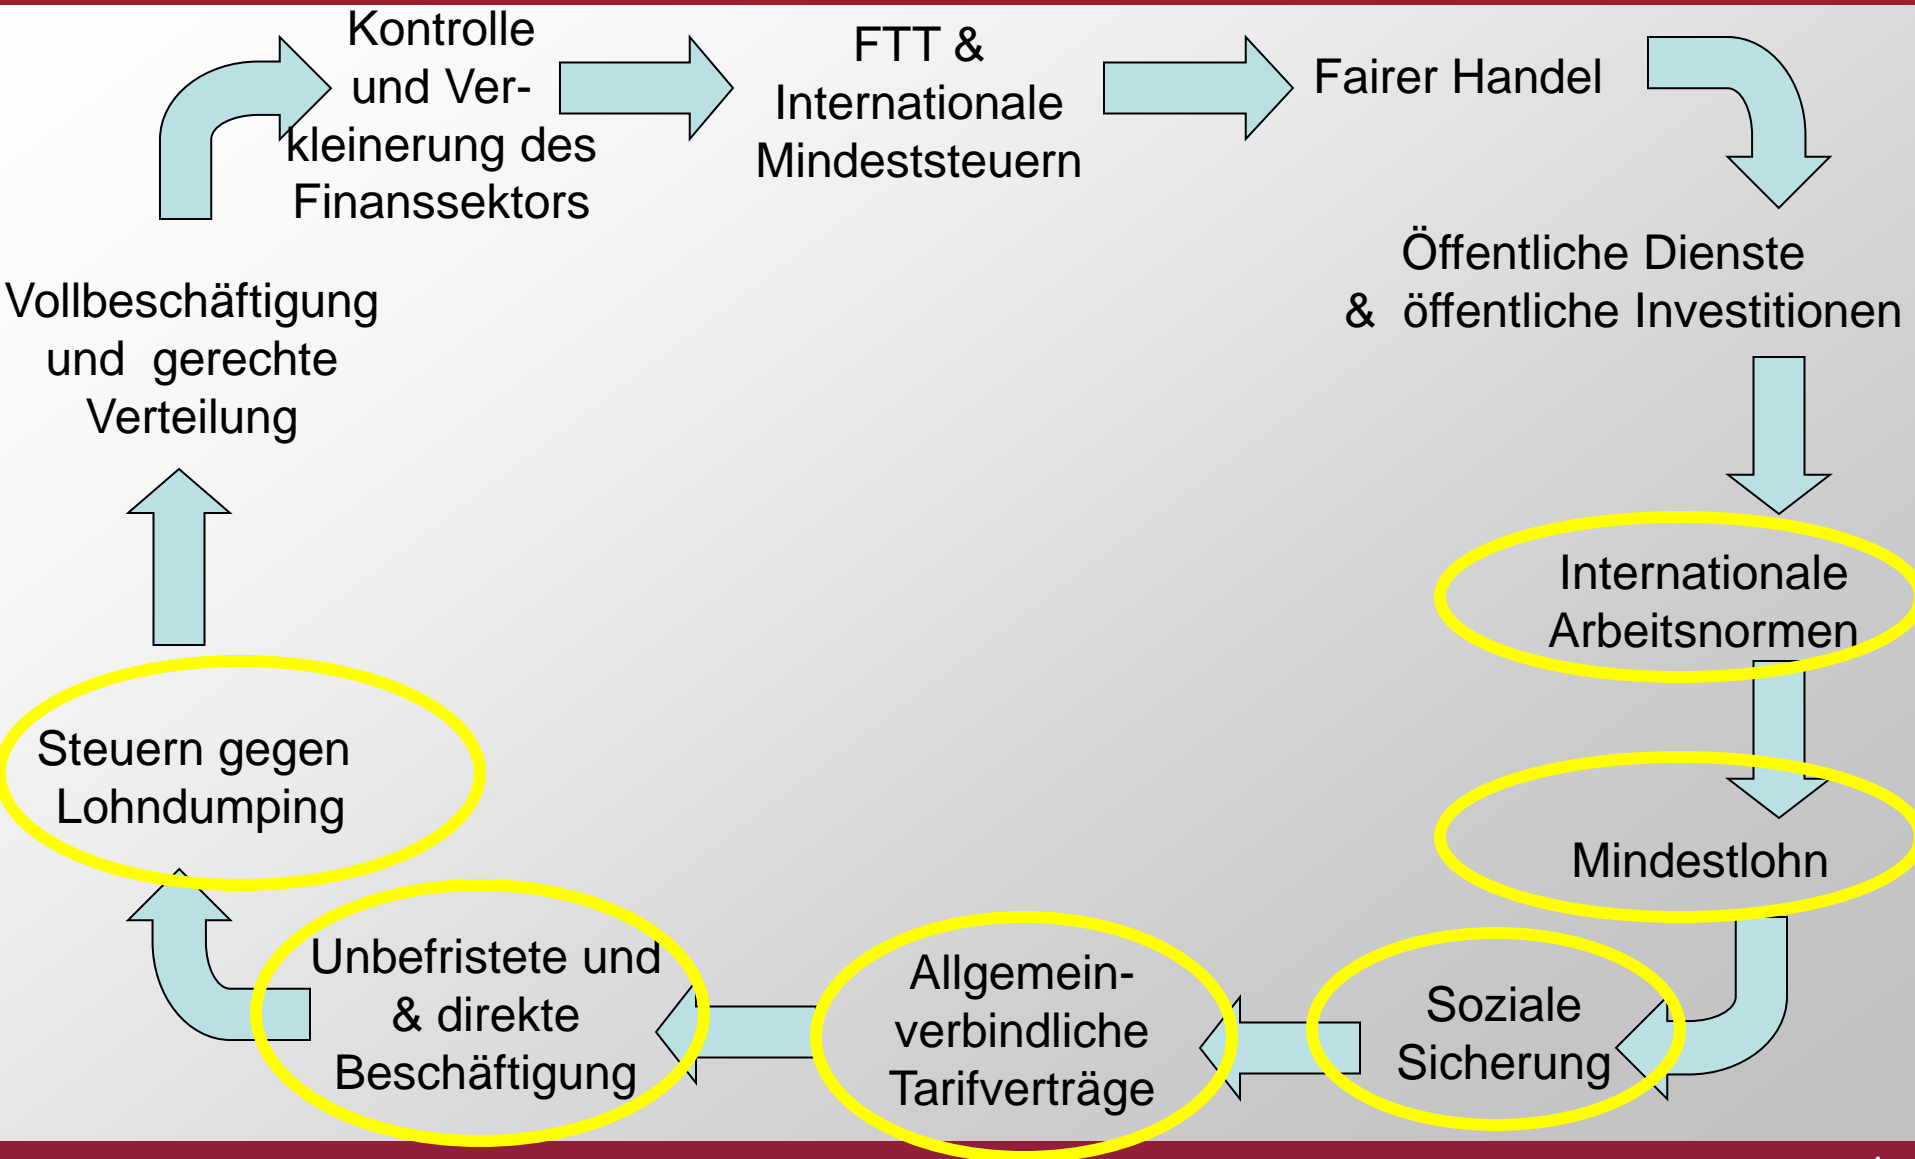 Kontrolle
und Ver-
kleinerung des
Finanssektors
FTT &
Internationale
Mindeststeuern
Fairer Handel
Öffentliche Dienste
& öffentliche Investitionen
Internationale
Arbeitsnormen
Mindestlohn
Soziale
Sicherung
Allgemein-
verbindliche
Tarifverträge
Unbefristete und
& direkte
Beschäftigung
Steuern gegen
Lohndumping
Vollbeschäftigung
und gerechte
Verteilung